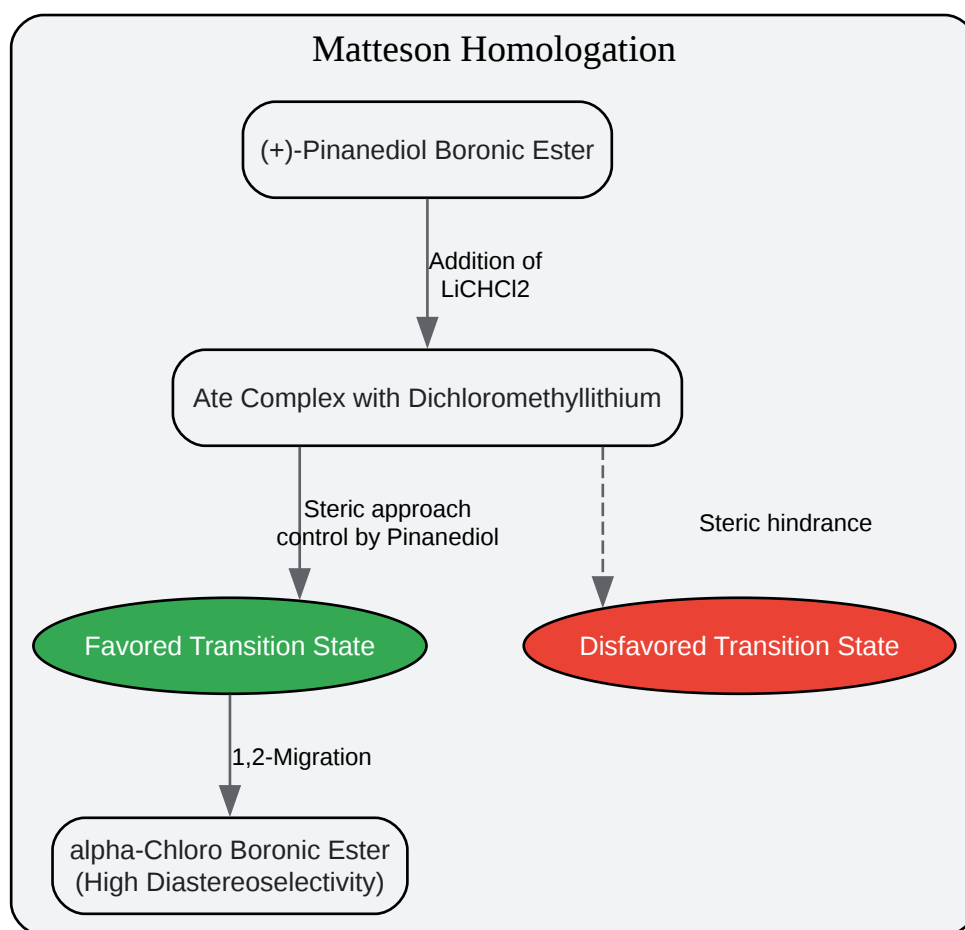 Matteson Homologation
(+)-Pinanediol Boronic Ester
Addition of
LiCHCl2
Ate Complex with Dichloromethyllithium
Steric approach
control by Pinanediol
Steric hindrance
Favored Transition State
Disfavored Transition State
1,2-Migration
alpha-Chloro Boronic Ester
(High Diastereoselectivity)